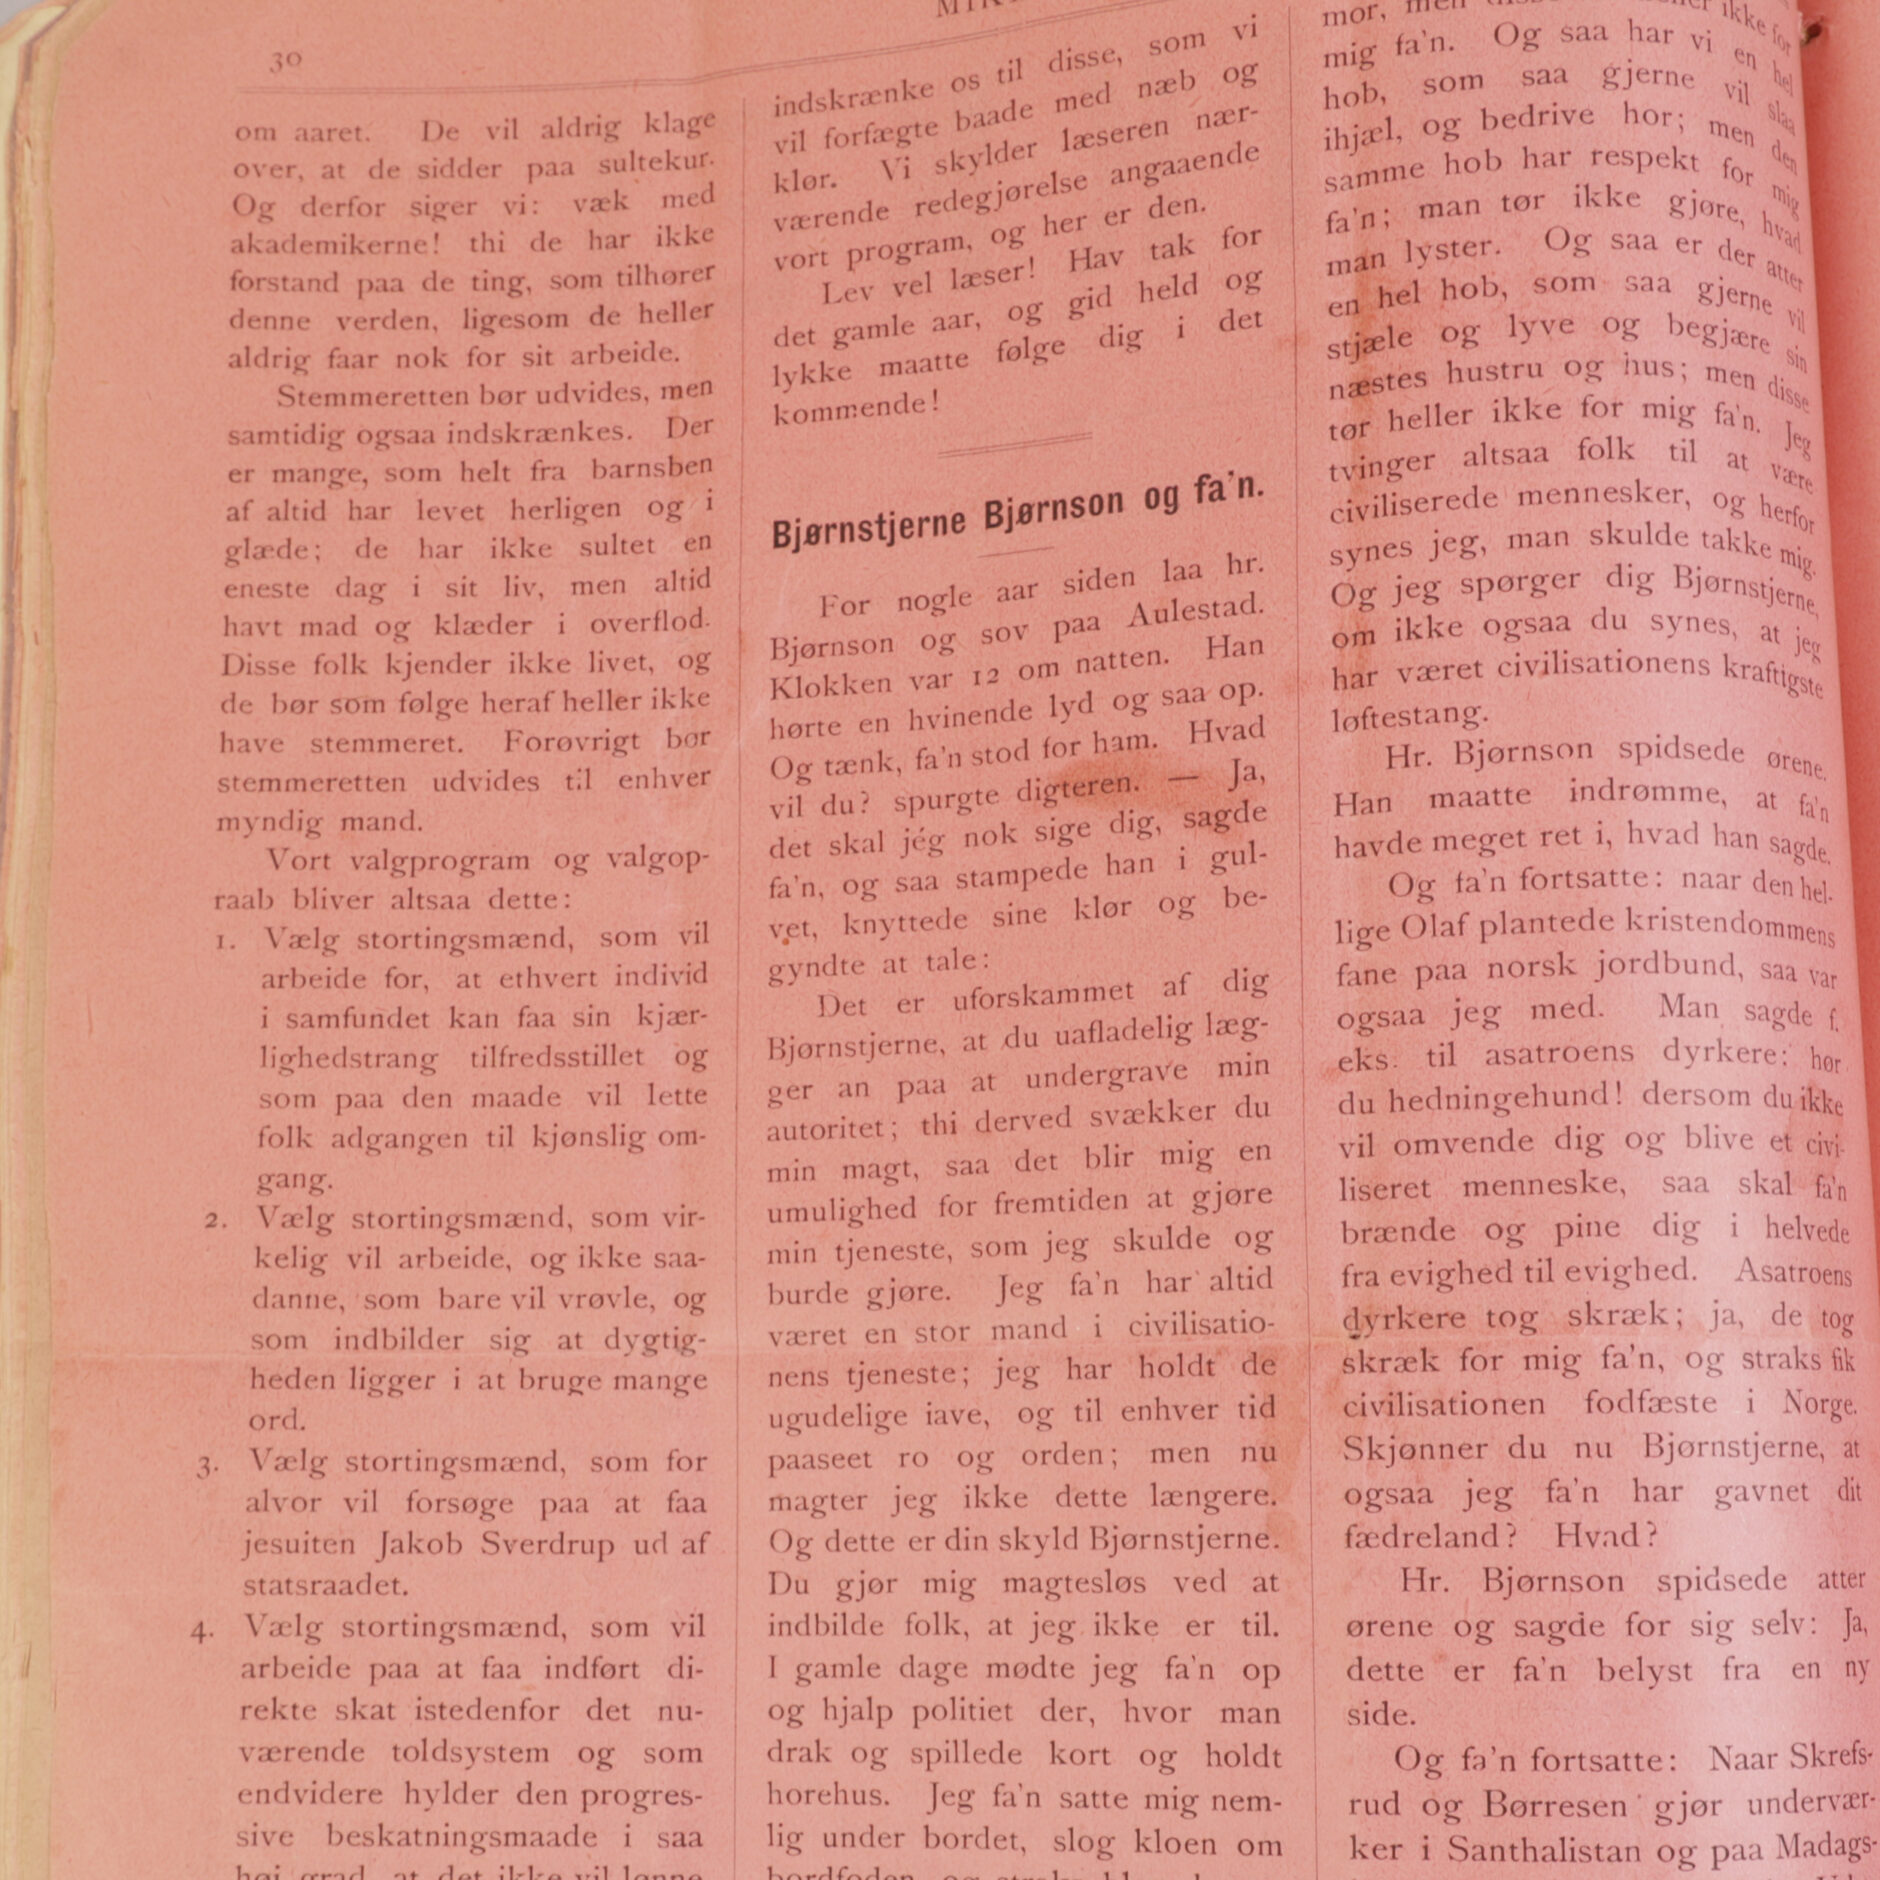 30
om aaret. De vil aldrig klage
over, at de sidder paa sultekur.
Og derfor siger vi: væk med
akademikerne! thi de har ikke
forstand paa de ting, som tilhører
denne verden, ligesom de heller
aldrig faar nok for sit arbeide.
Stemmeretten bør udvides, men
samtidig ogsaa indskrænkes. Der
er mange, som helt fra barnsben
af altid har levet herligen og i
glæde; de har ikke sultet en
eneste dag i sit liv, men altid
havt mad og klæder i overflod.
Disse folk kjender ikke livet, og
de bør som følge heraf heller ikke
have stemmeret. Forøvrigt bør
stemmeretten udvides til enhver
myndig mand.
Vort valgprogram og valgop-
raab bliver altsaa dette:
1. Vælg stortingsmænd, som vil
arbeide for, at ethvert individ
i samfundet kan faa sin kjær-
lighedstrang tilfredsstillet og
som paa den maade vil lette
folk adgangen til kjønslig om-
gang.
2. Vælg stortingsmænd, som vir-
kelig vil arbeide, og ikke saa-
danne, som bare vil vrøvle, og
som indbilder sig at dygtig-
heden ligger i at bruge mange
ord.
3. Vælg stortingsmænd, som for
alvor vil forsøge paa at faa
jesuiten Jakob Sverdrup ud af
statsraadet.
4. Vælg stortingsmænd, som vil
arbeide paa at faa indført di-
rekte skat istedenfor det nu-
værende toldsystem og som
endvidere hylder den progres-
sive beskatningsmaade i saa
høi grad, at det ikke vil lønne
indskrænke os til disse, som vi
vil forfægte baade med næb og
klør. Vi skylder læseren nær-
værende redegjørelse angaaende
vort program, og her er den.
Lev vel læser! Hav tak for
det gamle aar, og gid held og
lykke maatte følge dig i det
kommende!
Bjørnstjerne Bjørnson og fa'n.
For nogle aar siden laa hr.
Bjørnson og sov paa Aulestad.
Klokken var 12 om natten. Han
hørte en hvinende lyd og saa op.
Og tænk, fa'n stod for ham. Hvad
vil du? spurgte digteren. — Ja,
det skal jég nok sige dig, sagde
fa'n, og saa stampede han i gul-
vet, knyttede sine klør og be-
gyndte at tale:
Det er uforskammet af dig
Bjørnstjerne, at du uafladelig læg-
ger an paa at undergrave min
autoritet; thi derved svækker du
min magt, saa det blir mig en
umulighed for fremtiden at gjøre
min tjeneste, som jeg skulde og
burde gjøre. Jeg fa'n har altid
været en stor mand i civilisatio-
nens tjeneste; jeg har holdt de
ugudelige iave, og til enhver tid
paaseet ro og orden; men nu
magter jeg ikke dette længere.
Og dette er din skyld Bjørnstjerne.
Du gjør mig magtesløs ved at
indbilde folk, at jeg ikke er til.
I gamle dage mødte jeg fa'n op
og hjalp politiet der, hvor man
drak og spillede kort og holdt
horehus. Jeg fa'n satte mig nem-
lig under bordet, slog kloen om
mor, men ikke for
mig fa'n. Og saa har vi en hel
hob, som saa gjerne vil slaa
ihjæl, og bedrive hor; men den
samme hob har respekt for mig
fa'n; man tør ikke gjøre, hvad
man lyster. Og saa er der atter
en hel hob, som saa gjerne vil
stjæle og lyve og begjære sin
næstes hustru og hus; men disse
tør heller ikke for mig fa'n. Jeg
tvinger altsaa folk til at være
civiliserede mennesker, og herfor
synes jeg, man skulde takke mig.
Og jeg spørger dig Bjørnstjerne,
om ikke ogsaa du synes, at jeg
har været civilisationens kraftigste
løftestang.
Hr. Bjørnson spidsede ørene.
Han maatte indrømme, at fa'n
havde meget ret i, hvad han sagde.
Og fa'n fortsatte: naar den hel-
lige Olaf plantede kristendommens
fane paa norsk jordbund, saa var
ogsaa jeg med. Man sagde f.
eks. til asatroens dyrkere: hør
du hedningehund! dersom du ikke
vil omvende dig og blive et civi-
liseret menneske, saa skal fa'n
brænde og pine dig i helvede
fra evighed til evighed. Asatroens
dyrkere tog skræk; ja, de tog
skræk for mig fa'n, og straks fik
civilisationen fodfæste i Norge.
Skjønner du nu Bjørnstjerne, at
ogsaa jeg fa'n har gavnet dit
fædreland? Hvad?
Hr. Bjørnson spidsede atter
ørene og sagde for sig selv: Ja,
dette er fa'n belyst fra en ny
side.
Og fa'n fortsatte: Naar Skrefs-
rud og Børresen gjør undervær-
ker i Santhalistan og paa Madags-